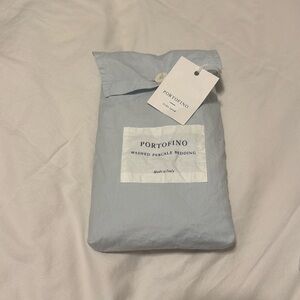 PORTOFINO
PORTOFINO
WASHED PERCALE BEDDING
Made in Italy